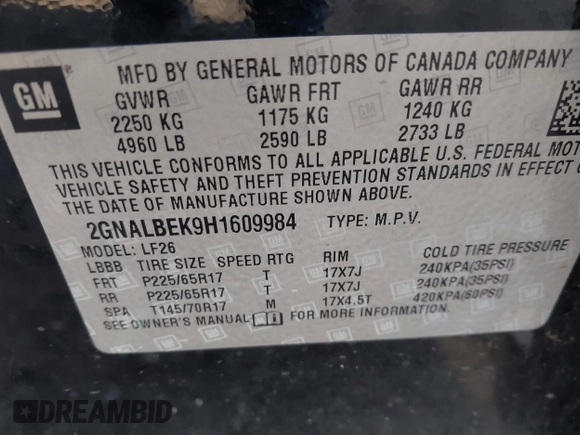 GM
MFD BY GENERAL MOTORS OF CANADA COMPANY
GVWR GAWR FRT GAWR RR
2250 KG 1175 KG 1240 KG
4960 LB 2590 LB 2733 LB
THIS VEHICLE CONFORMS TO ALL APPLICABLE U.S. FEDERAL MOT
VEHICLE SAFETY AND THEFT PREVENTION STANDARDS IN EFFECT
THE DATE OF MANUFACTURE SHOWN ABOVE.
2GNALBEK9H1609984 TYPE: M.P.V.
MODEL: LF26
LBBB TIRE SIZE SPEED RTG RIM COLD TIRE PRESSURE
FRT P225/65R17 T 17X7J 240KPA(35PSI)
RR P225/65R17 T 17X7J 240KPA(35PSI)
SPA T145/70R17 M 17X4.5T 420KPA(60PSI)
SEE OWNER'S MANUAL FOR MORE INFORMATION.
DREAMBID